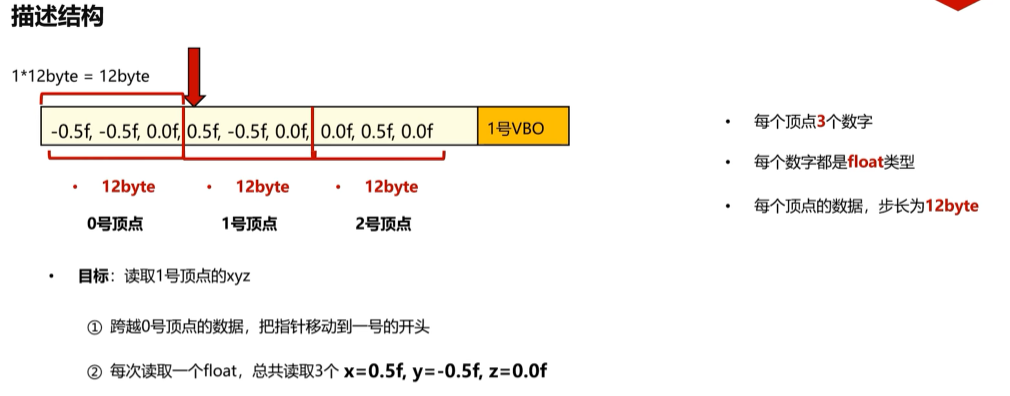 描述结构
1*12byte = 12byte
-0.5f, -0.5f, 0.0f, 0.5f, -0.5f, 0.0f, 0.0f, 0.5f, 0.0f 1号VBO
• 12byte • 12byte • 12byte
0号顶点 1号顶点 2号顶点
• 目标：读取1号顶点的xyz
① 跨越0号顶点的数据，把指针移动到一号的开头
② 每次读取一个float，总共读取3个 x=0.5f, y=-0.5f, z=0.0f
• 每个顶点3个数字
• 每个数字都是float类型
• 每个顶点的数据，步长为12byte